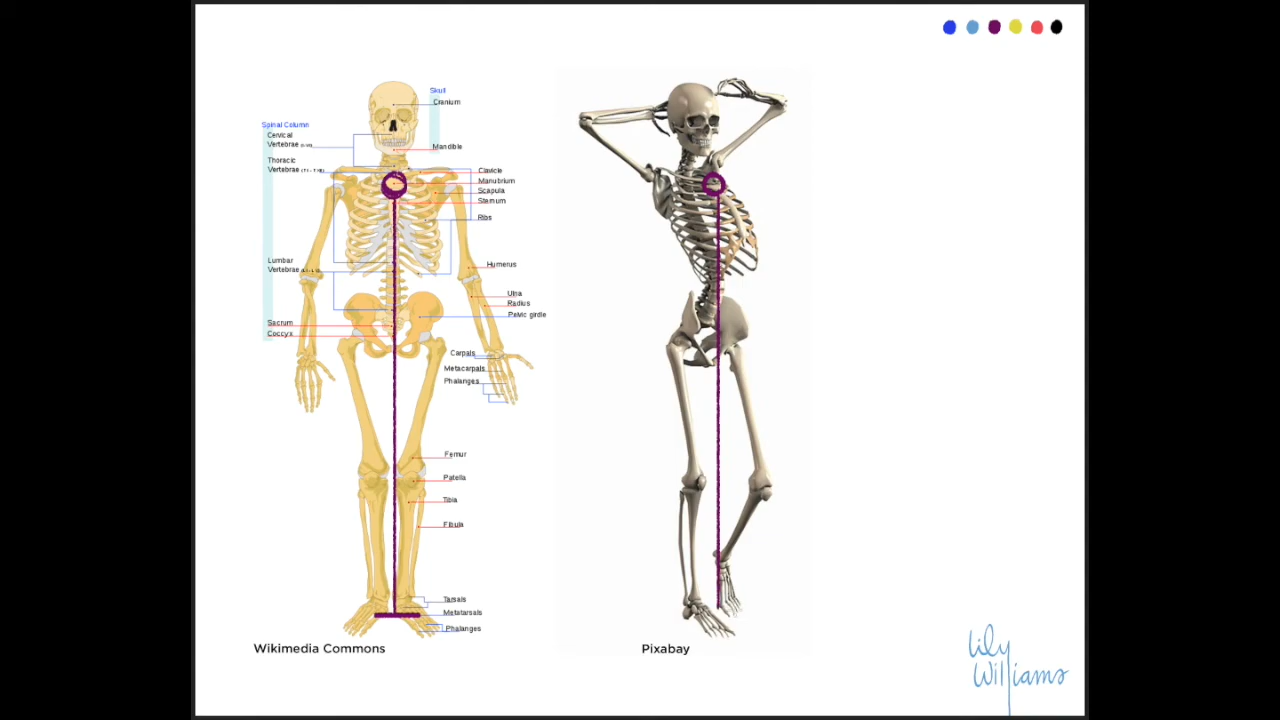 Skull
Cranium
Spinal Column
Cervical
Vertebrae
Mandible
Thoracic
Vertebrae (T1 - T12)
Clavicle
Manubrium
Scapula
Sternum
Ribs
Lumbar
Vertebrae
Humerus
Ulna
Radius
Pelvic girdle
Sacrum
Coccyx
Carpals
Metacarpals
Phalanges
Femur
Patella
Tibia
Fibula
Tarsals
Metatarsals
Phalanges
Wikimedia Commons
Pixabay
Lily
Williams